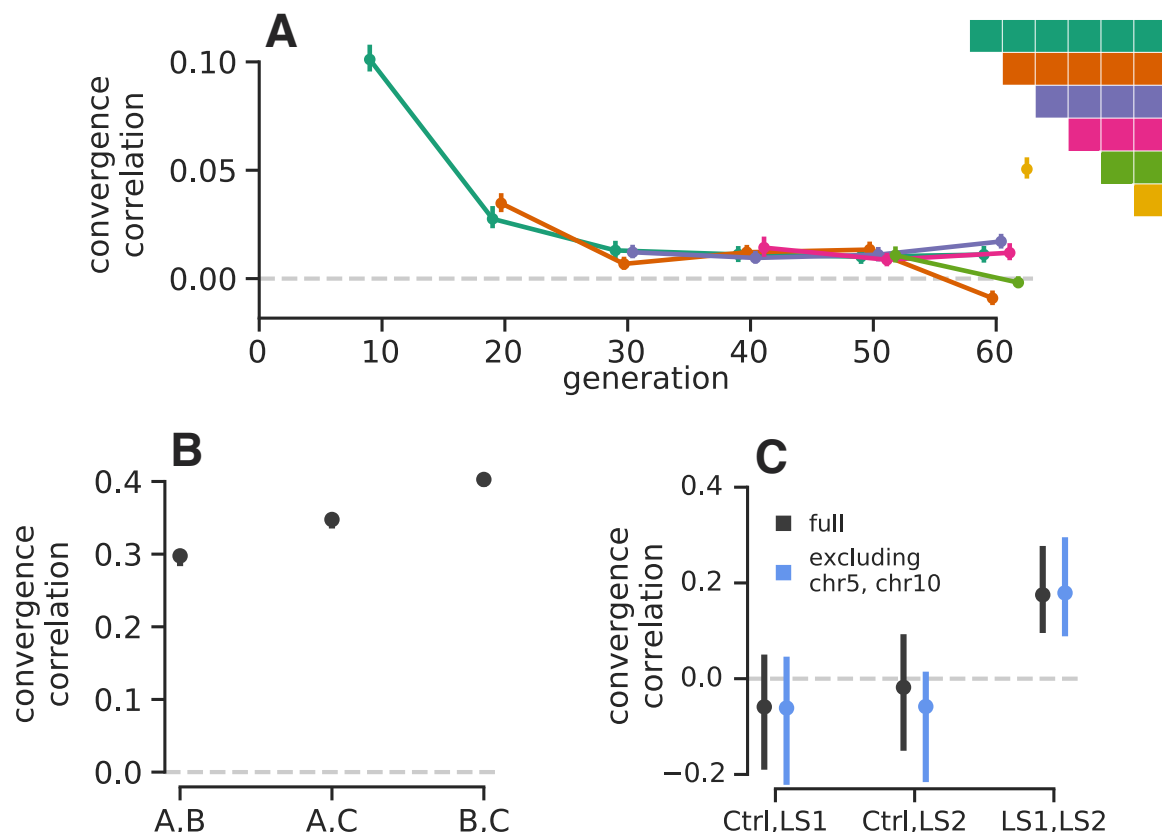 A
convergence
correlation
0.10
0.05
0.00
0 10 20 30 40 50 60
generation
B
convergence
correlation
0.4
0.3
0.2
0.1
0.0
A,B A,C B,C
C
convergence
correlation
0.4
0.2
0.0
−0.2
full
excluding
chr5, chr10
Ctrl,LS1 Ctrl,LS2 LS1,LS2